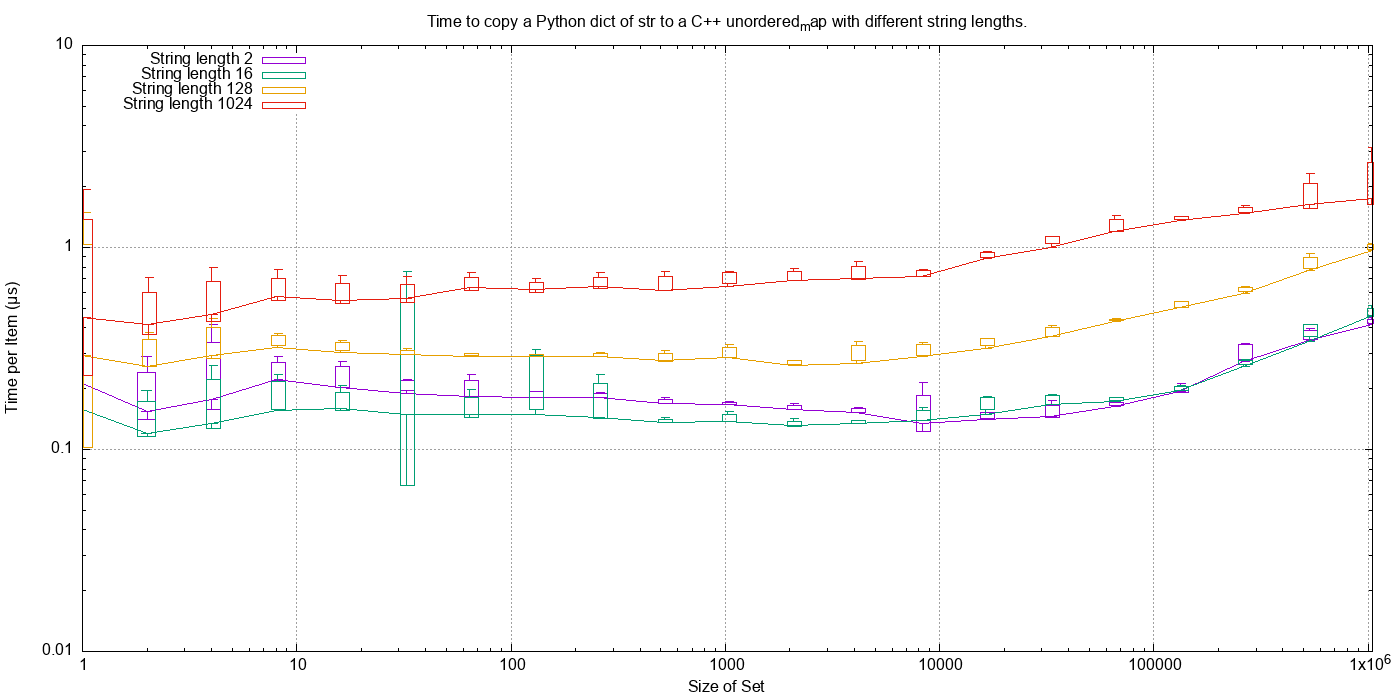 Time to copy a Python dict of str to a C++ unordered_map with different string lengths.
10
String length 2
String length 16
String length 128
String length 1024
1
Time per Item (µs)
0.1
0.01
1 10 100 1000 10000 100000 1x10^6
Size of Set